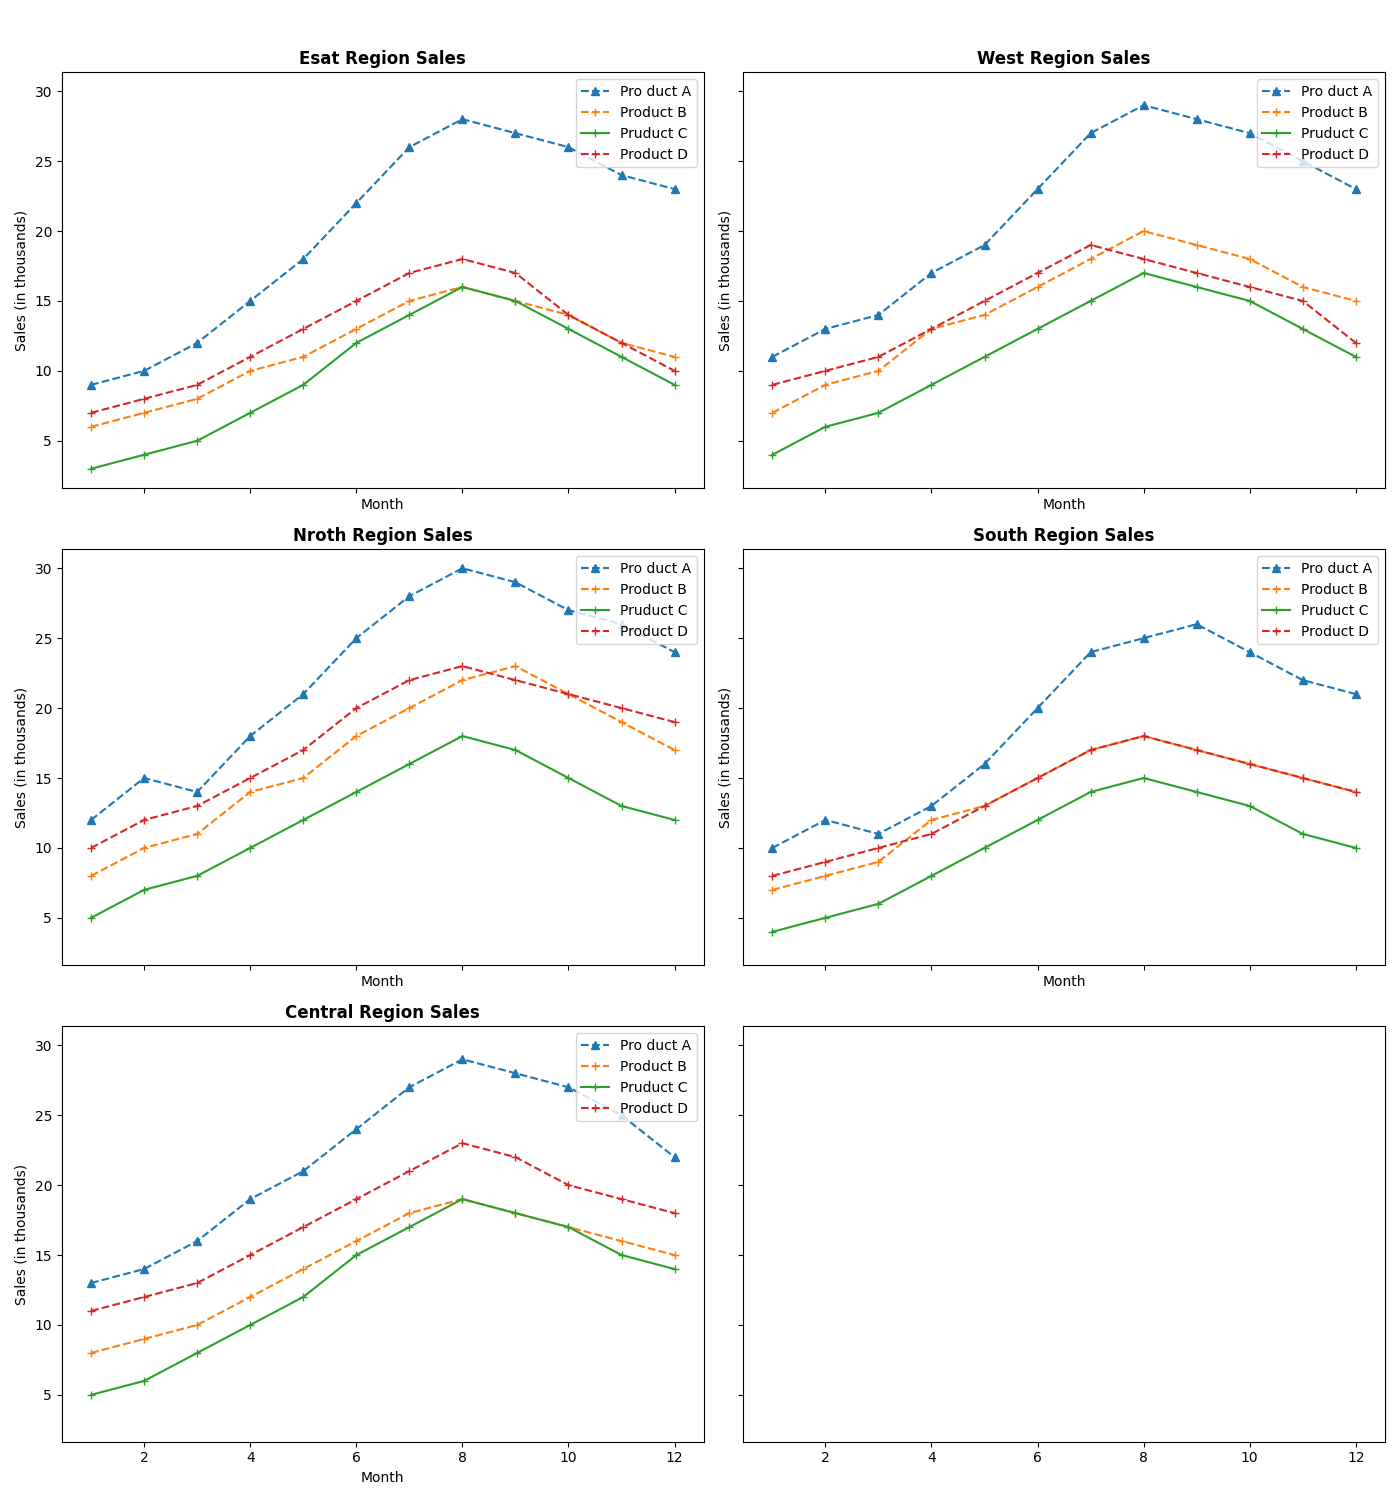 Esat Region Sales
30
25
20
15
10
5
Sales (in thousands)
Month
Pro duct A
Product B
Pruduct C
Product D
West Region Sales
Sales (in thousands)
Month
Pro duct A
Product B
Pruduct C
Product D
Nroth Region Sales
30
25
20
15
10
5
Sales (in thousands)
Month
Pro duct A
Product B
Pruduct C
Product D
South Region Sales
Sales (in thousands)
Month
Pro duct A
Product B
Pruduct C
Product D
Central Region Sales
30
25
20
15
10
5
Sales (in thousands)
Pro duct A
Product B
Pruduct C
Product D
2 4 6 8 10 12
Month
2 4 6 8 10 12